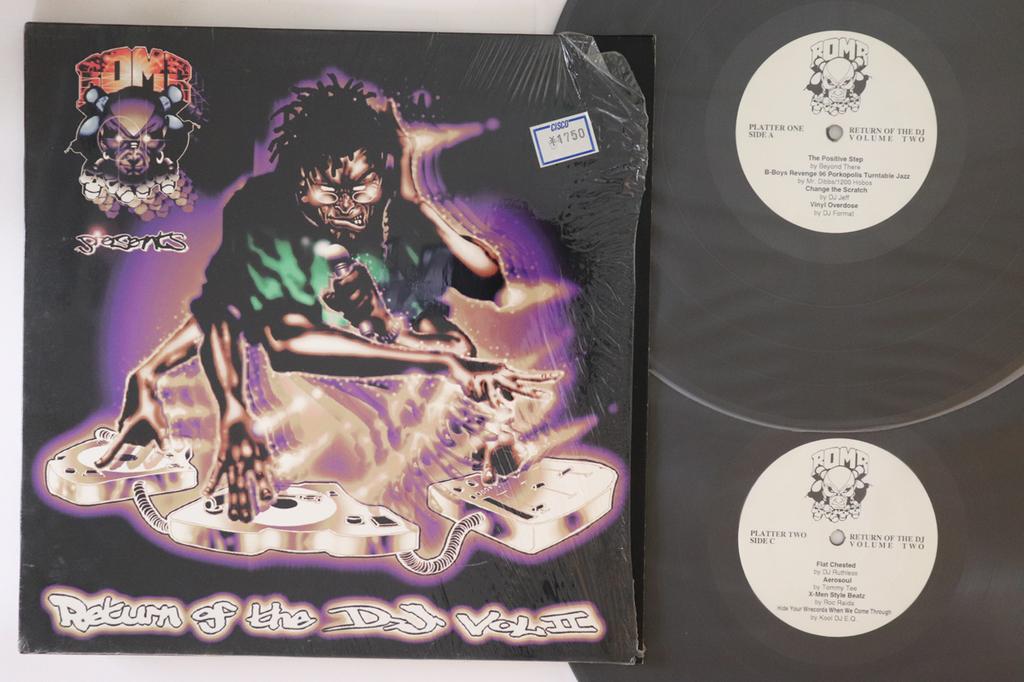 BOMB
presents
CISCO
¥1750
Return of the DJ Vol. II
BOMB
PLATTER ONE
SIDE A
RETURN OF THE DJ
VOLUME TWO
The Positive Step
by Beyond There
B-Boys Revenge 96 Porkopolis Turntable Jazz
by Mr. Dibbs/1200 Hobos
Change the Scratch
by DJ Jeff
Vinyl Overdose
by DJ Format
BOMB
PLATTER TWO
SIDE C
RETURN OF THE DJ
VOLUME TWO
Flat Chested
by DJ Ruthless
Aerosoul
by Tommy Tee
X-Men Style Beatz
by Roc Raida
Hide Your Wrecords When We Come Through
by Kool DJ E.Q.